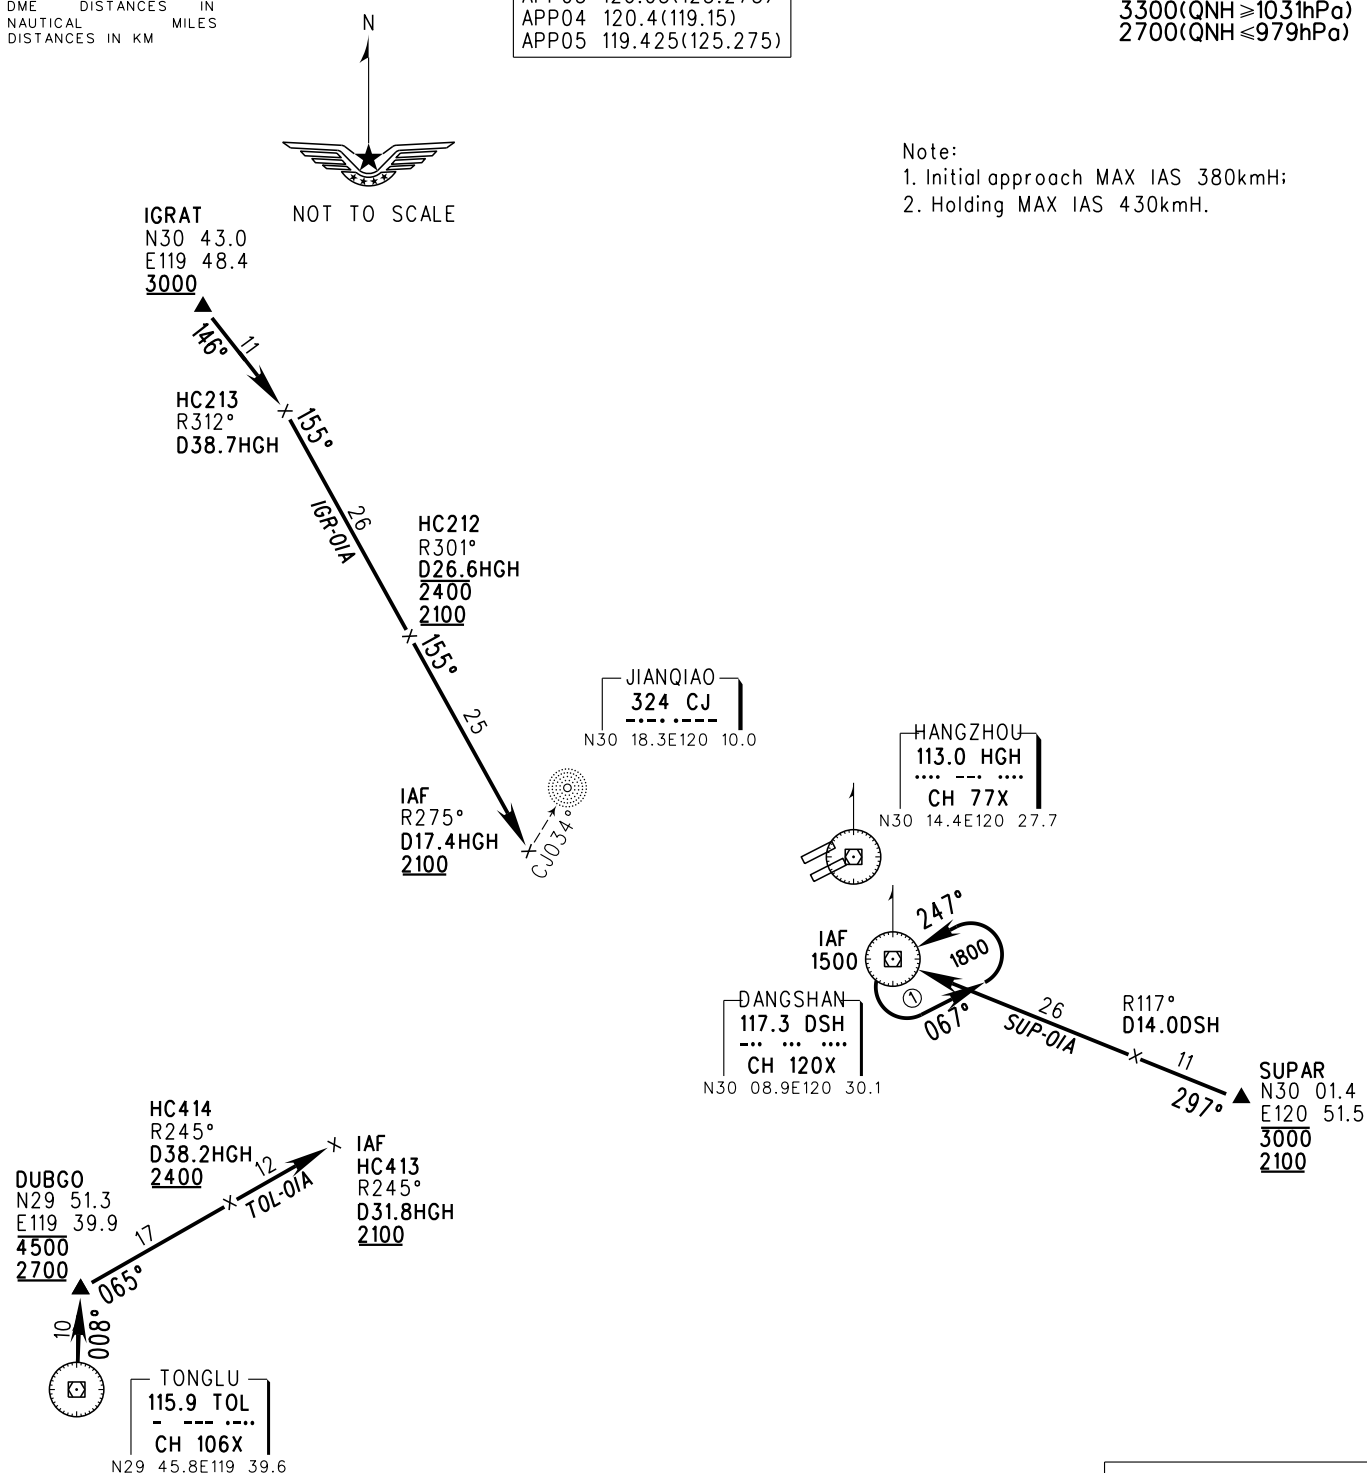 DME DISTANCES IN
NAUTICAL MILES
DISTANCES IN KM
APP04 120.4(119.15)
APP05 119.425(125.275)
3300(QNH≥1031hPa)
2700(QNH≤979hPa)
N
NOT TO SCALE
Note:
1. Initial approach MAX IAS 380kmH;
2. Holding MAX IAS 430kmH.
IGRAT
N30 43.0
E119 48.4
3000
146°
11
HC213
R312°
D38.7HGH
155°
26
IGR-01A
HC212
R301°
D26.6HGH
2400
2100
155°
25
JIANQIAO
324 CJ
N30 18.3E120 10.0
IAF
R275°
D17.4HGH
2100
CJ034°
HANGZHOU
113.0 HGH
CH 77X
N30 14.4E120 27.7
IAF
1500
247°
1800
1
067°
DANGSHAN
117.3 DSH
CH 120X
N30 08.9E120 30.1
26
SUP-01A
R117°
D14.0DSH
11
297°
SUPAR
N30 01.4
E120 51.5
3000
2100
HC414
R245°
D38.2HGH
2400
12
TOL-01A
IAF
HC413
R245°
D31.8HGH
2100
DUBGO
N29 51.3
E119 39.9
4500
2700
17
065°
10
008°
TONGLU
115.9 TOL
CH 106X
N29 45.8E119 39.6